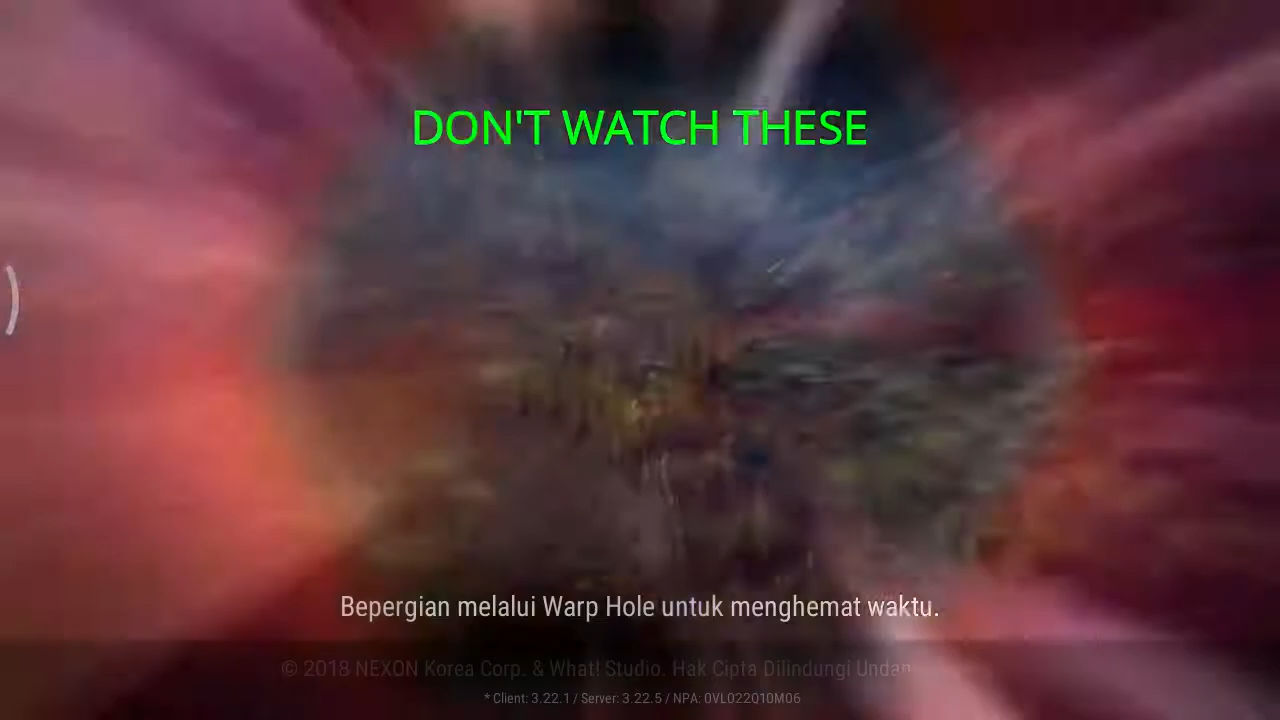 DON'T WATCH THESE
Bepergian melalui Warp Hole untuk menghemat waktu.
© 2018 NEXON Korea Corp. & What! Studio. Hak Cipta Dilindungi
* Client: 3.22.1 / Server: 3.22.5 / NPA: 0VL022Q10M06